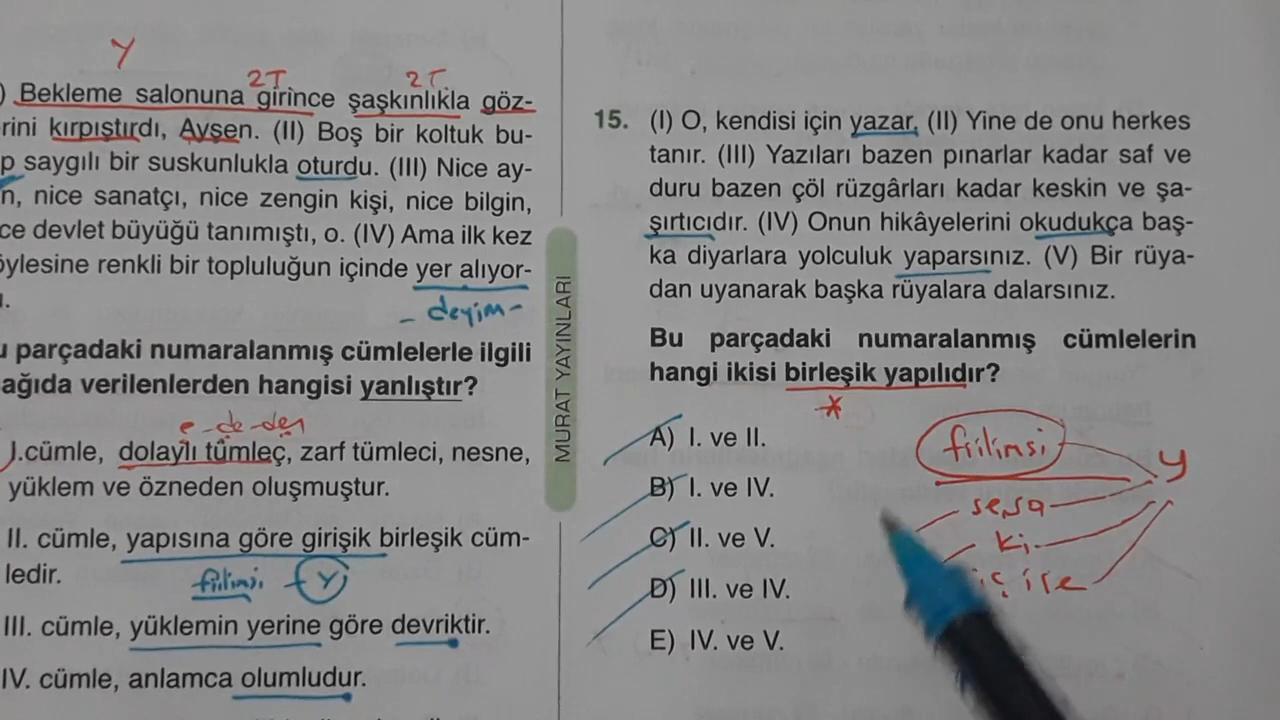 Y
2T 2T
) Bekleme salonuna girince şaşkınlıkla göz-
rini kırpıştırdı, Ayşen. (II) Boş bir koltuk bu-
p saygılı bir suskunlukla oturdu. (III) Nice ay-
n, nice sanatçı, nice zengin kişi, nice bilgin,
ce devlet büyüğü tanımıştı, o. (IV) Ama ilk kez
öylesine renkli bir topluluğun içinde yer alıyor-
- deyim -
u parçadaki numaralanmış cümlelerle ilgili
ağıda verilenlerden hangisi yanlıştır?
e -de -den
I.cümle, dolaylı tümleç, zarf tümleci, nesne,
yüklem ve özneden oluşmuştur.
II. cümle, yapısına göre girişik birleşik cüm-
ledir.
fiilimsi Y
III. cümle, yüklemin yerine göre devriktir.
IV. cümle, anlamca olumludur.
MURAT YAYINLARI
15. (I) O, kendisi için yazar, (II) Yine de onu herkes
tanır. (III) Yazıları bazen pınarlar kadar saf ve
duru bazen çöl rüzgârları kadar keskin ve şa-
şırtıcıdır. (IV) Onun hikâyelerini okudukça baş-
ka diyarlara yolculuk yaparsınız. (V) Bir rüya-
dan uyanarak başka rüyalara dalarsınız.
Bu parçadaki numaralanmış cümlelerin
hangi ikisi birleşik yapılıdır?
A) I. ve II.
B) I. ve IV.
C) II. ve V.
D) III. ve IV.
E) IV. ve V.
fiilimsi Y
se,sa
ki
iç içe